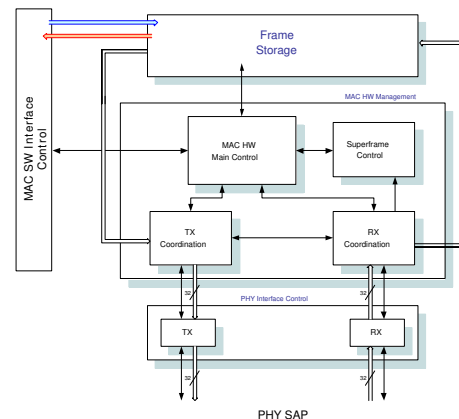 Frame
Storage
MAC HW Management
MAC SW Interface
Control
MAC HW
Main Control
Superframe
Control
TX
Coordination
RX
Coordination
32
32
PHY Interface Control
TX
RX
32
32
PHY SAP